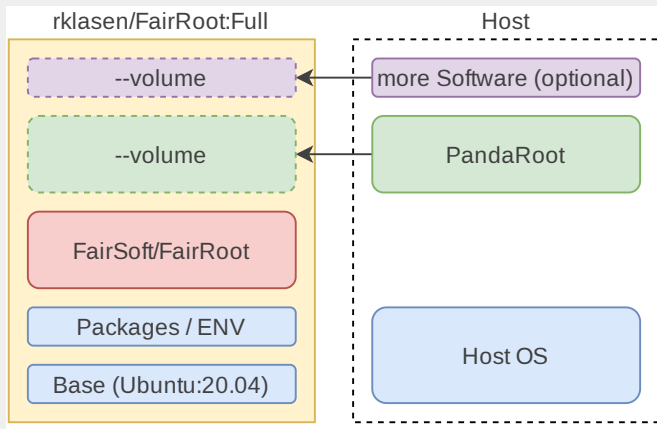 rklasen/FairRoot:Full
Host
--volume
more Software (optional)
--volume
PandaRoot
FairSoft/FairRoot
Packages / ENV
Host OS
Base (Ubuntu:20.04)